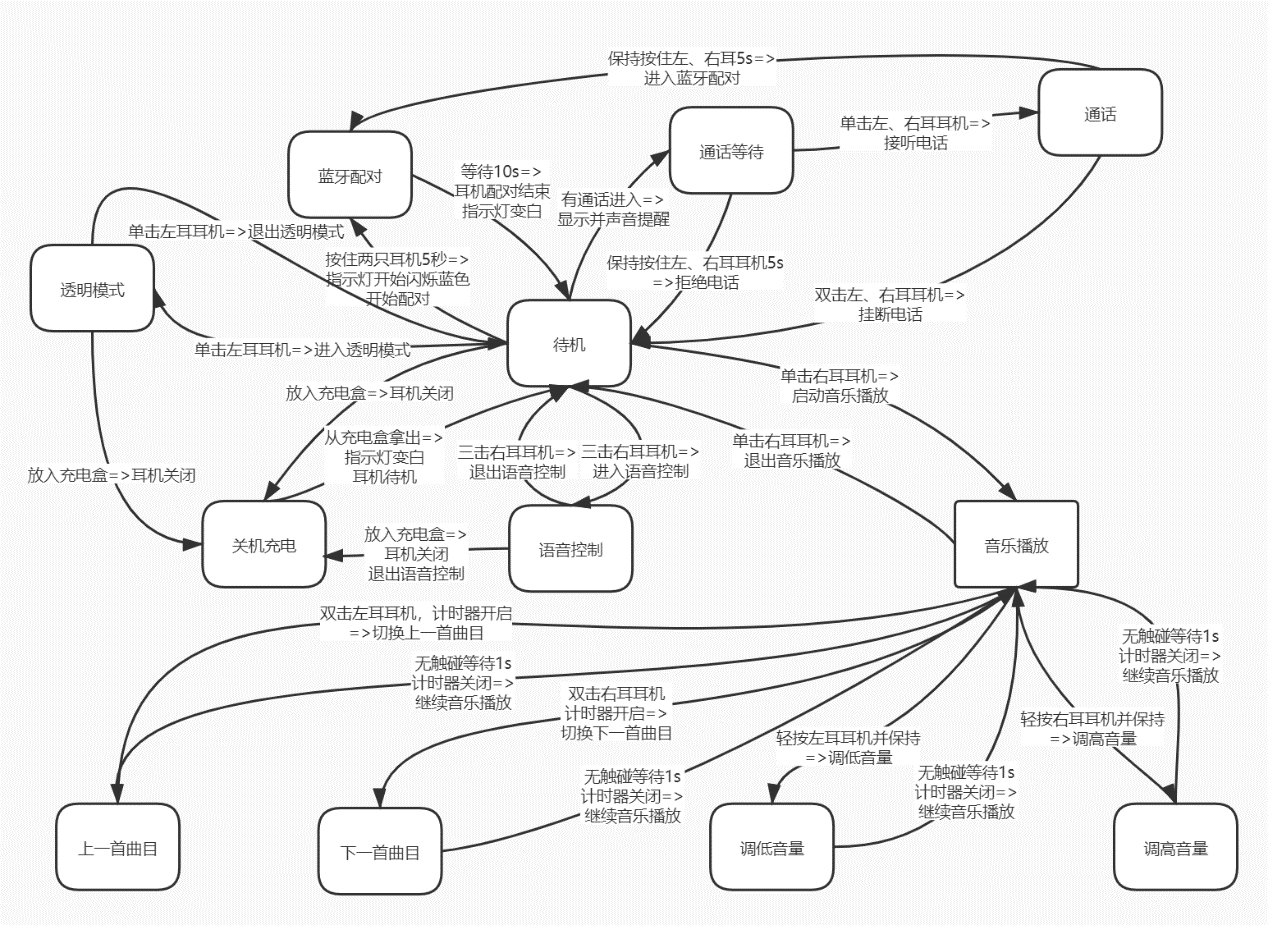 保持按住左、右耳5s=>
进入蓝牙配对
通话
单击左、右耳耳机=>
接听电话
通话等待
蓝牙配对
等待10s=>
耳机配对结束
指示灯变白
有通话进入=>
显示并声音提醒
单击左耳耳机=>退出透明模式
按住两只耳机5秒=>
指示灯开始闪烁蓝色
开始配对
保持按住左、右耳耳机5s
=>拒绝电话
透明模式
双击左、右耳耳机=>
挂断电话
待机
单击左耳耳机=>进入透明模式
单击右耳耳机=>
启动音乐播放
放入充电盒=>耳机关闭
从充电盒拿出=>
指示灯变白
耳机待机
三击右耳耳机=>
退出语音控制
三击右耳耳机=>
进入语音控制
单击右耳耳机=>
退出音乐播放
放入充电盒=>耳机关闭
关机充电
放入充电盒=>
耳机关闭
退出语音控制
语音控制
音乐播放
双击左耳耳机，计时器开启
=>切换上一首曲目
无触碰等待1s
计时器关闭=>
继续音乐播放
无触碰等待1s
计时器关闭=>
继续音乐播放
双击右耳耳机
计时器开启=>
切换下一首曲目
轻按左耳耳机并保持
=>调低音量
轻按右耳耳机并保持
=>调高音量
无触碰等待1s
计时器关闭=>
继续音乐播放
无触碰等待1s
计时器关闭=>
继续音乐播放
上一首曲目
下一首曲目
调低音量
调高音量